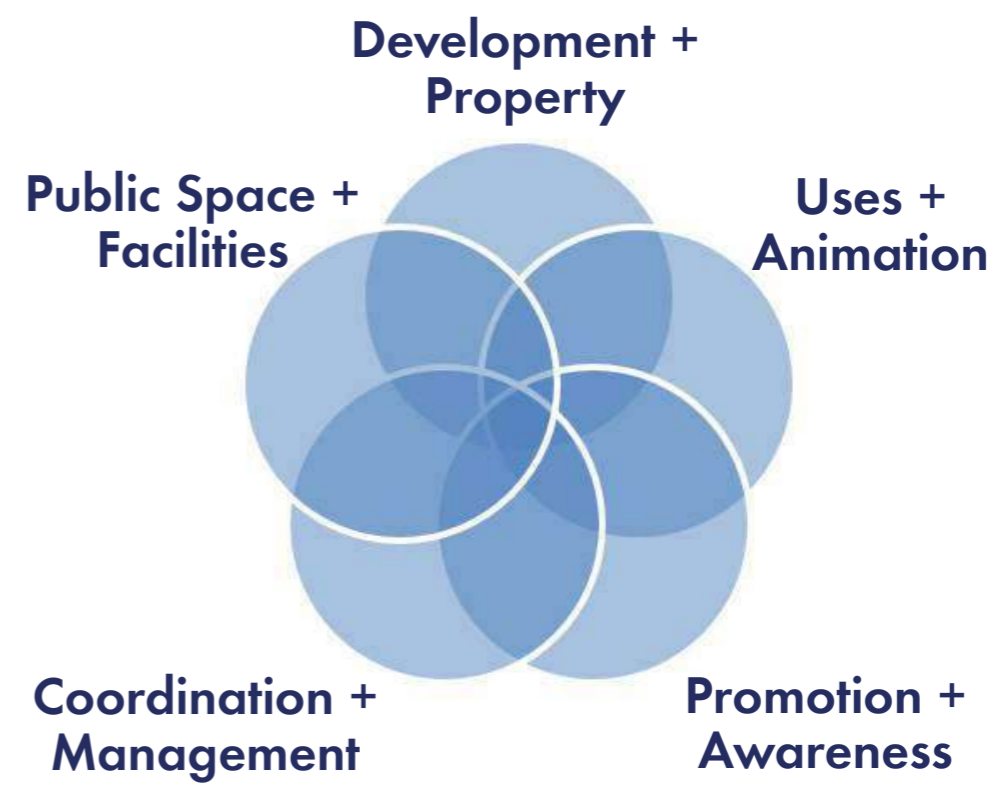 Development +
Property
Public Space +
Facilities
Uses +
Animation
Coordination +
Management
Promotion +
Awareness